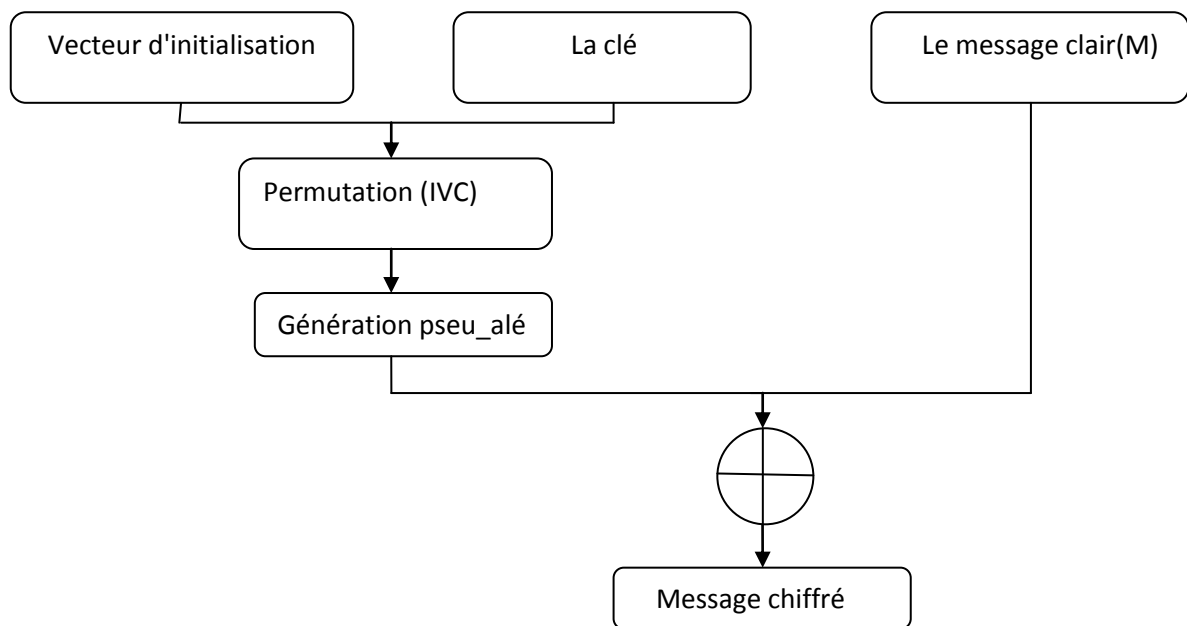 Vecteur d'initialisation
La clé
Le message clair(M)
Permutation (IVC)
Génération pseu_alé
Message chiffré